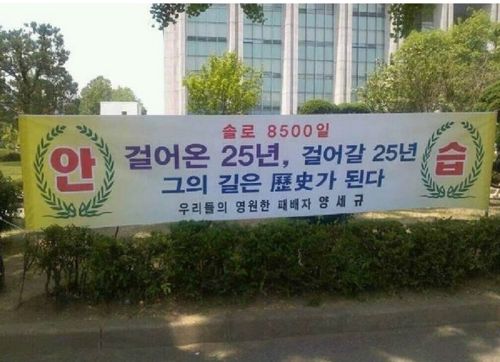 안
솔로 8500일
걸어온 25년, 걸어갈 25년
그의 길은 歷史가 된다
우리들의 영원한 패배자 양세규
습